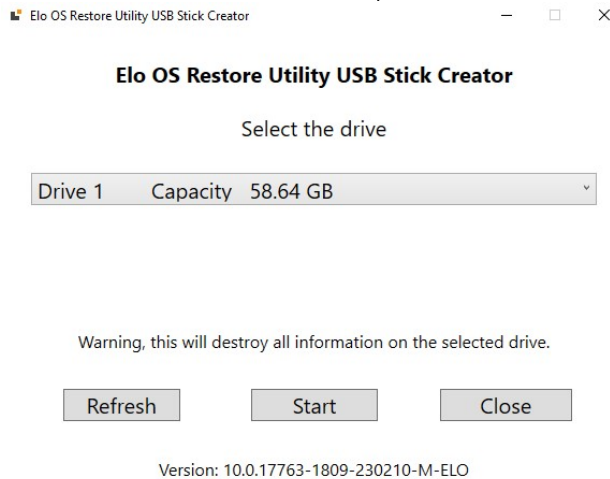 Elo OS Restore Utility USB Stick Creator
Elo OS Restore Utility USB Stick Creator
Select the drive
Drive 1 Capacity 58.64 GB
Warning, this will destroy all information on the selected drive.
Refresh Start Close
Version: 10.0.17763-1809-230210-M-ELO